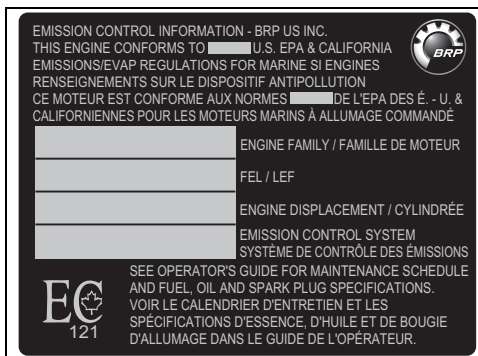 EMISSION CONTROL INFORMATION - BRP US INC.
THIS ENGINE CONFORMS TO U.S. EPA & CALIFORNIA
EMISSIONS/EVAP REGULATIONS FOR MARINE SI ENGINES
RENSEIGNEMENTS SUR LE DISPOSITIF ANTIPOLLUTION
CE MOTEUR EST CONFORME AUX NORMES DE L'EPA DES É. - U. &
CALIFORNIENNES POUR LES MOTEURS MARINS À ALLUMAGE COMMANDÉ
BRP
ENGINE FAMILY / FAMILLE DE MOTEUR
FEL / LEF
ENGINE DISPLACEMENT / CYLINDRÉE
EMISSION CONTROL SYSTEM
SYSTÈME DE CONTRÔLE DES ÉMISSIONS
EC
121
SEE OPERATOR'S GUIDE FOR MAINTENANCE SCHEDULE
AND FUEL, OIL AND SPARK PLUG SPECIFICATIONS.
VOIR LE CALENDRIER D'ENTRETIEN ET LES
SPÉCIFICATIONS D'ESSENCE, D'HUILE ET DE BOUGIE
D'ALLUMAGE DANS LE GUIDE DE L'OPÉRATEUR.